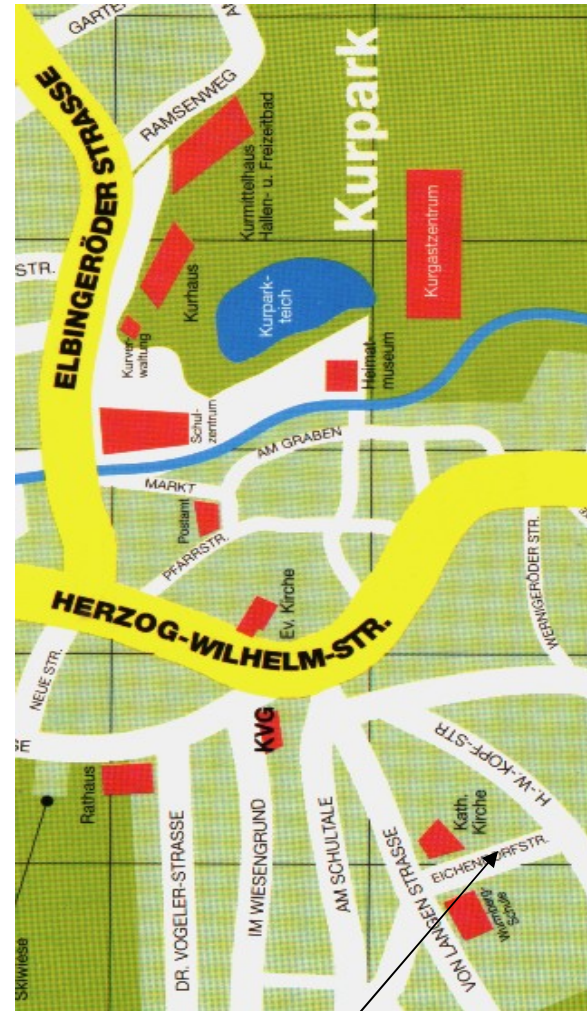 GARTE
ELBINGERÖDER STRASSE
RAMSENWEG
Kurmittelhaus
Hallen- u. Freizeitbad
Kurpark
STR.
Kurver-
waltung
Kurhaus
Kurpark-
teich
Kurgastzentrum
Schul-
zentrum
Heimat-
museum
AM GRABEN
MARKT
Postamt
PFARRSTR.
HERZOG-WILHELM-STR.
Ev. Kirche
WERNIGERÖDER STR.
NEUE STR.
SE
KVG
Rathaus
H.-W.-KOPF-STR
Kath.
Kirche
EICHENDORFSTR.
DR. VOGELER-STRASSE
IM WIESENGRUND
AM SCHULTALE
VON LANGEN STRASSE
Wurmberg-
Schule
Skiwiese